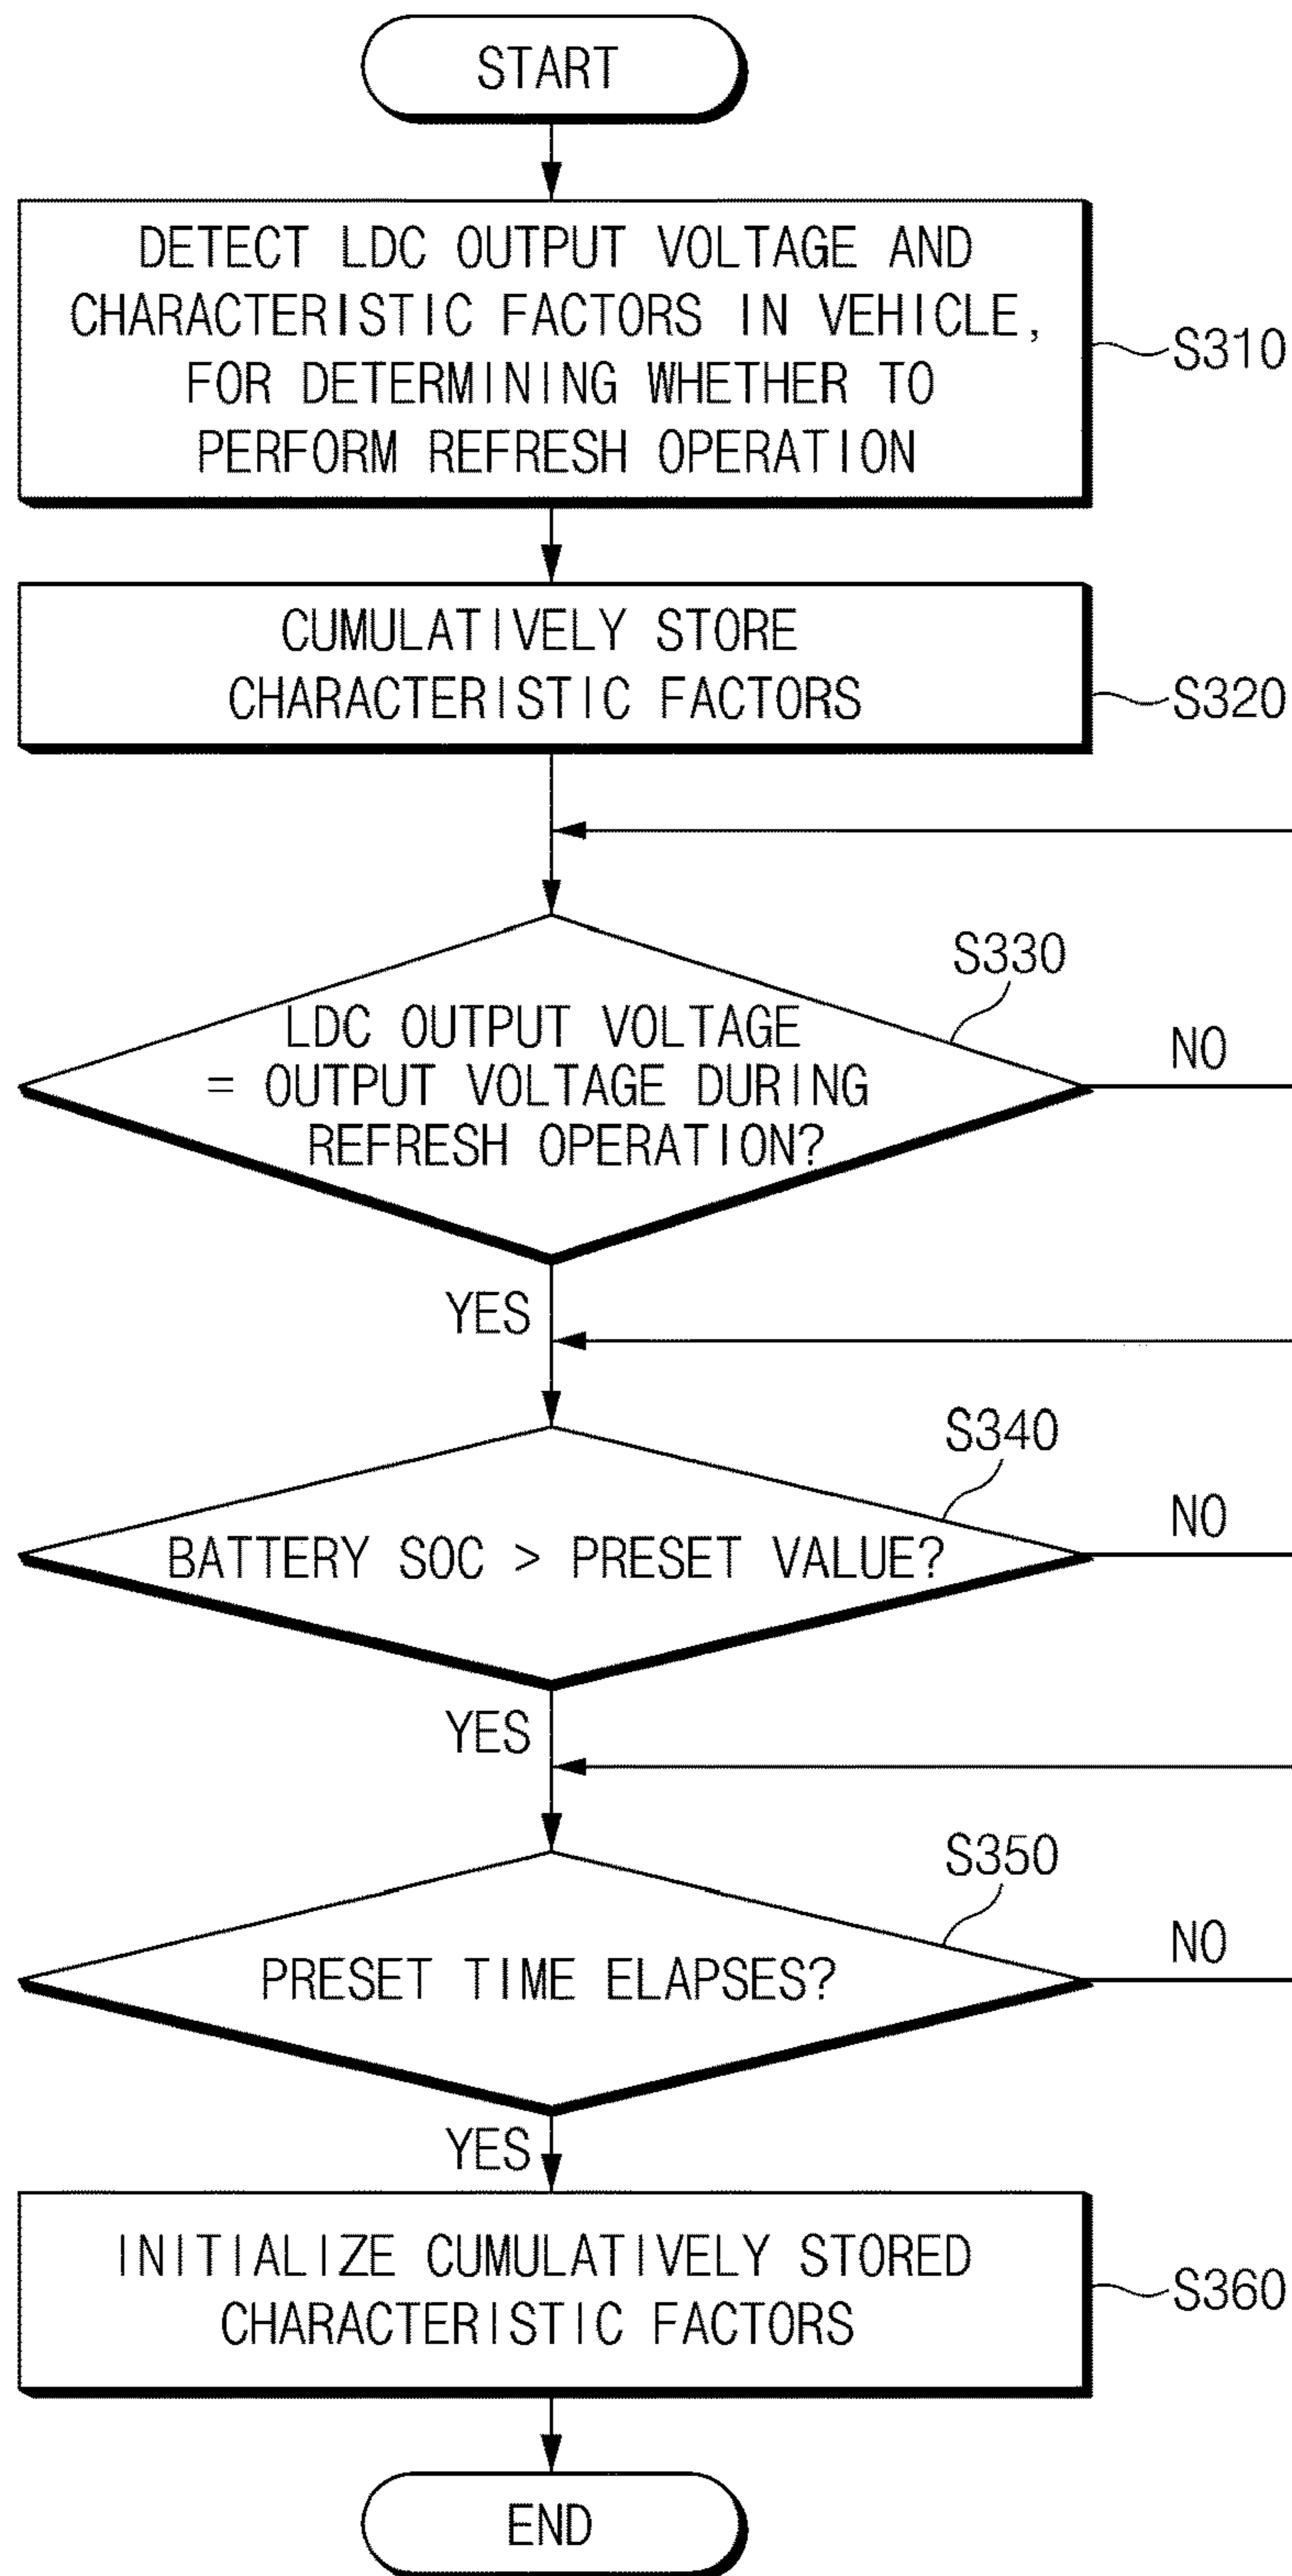 START
DETECT LDC OUTPUT VOLTAGE AND
CHARACTERISTIC FACTORS IN VEHICLE,
FOR DETERMINING WHETHER TO
PERFORM REFRESH OPERATION
S310
CUMULATIVELY STORE
CHARACTERISTIC FACTORS
S320
S330
LDC OUTPUT VOLTAGE
= OUTPUT VOLTAGE DURING
REFRESH OPERATION?
NO
YES
S340
BATTERY SOC > PRESET VALUE?
NO
YES
S350
PRESET TIME ELAPSES?
NO
YES
INITIALIZE CUMULATIVELY STORED
CHARACTERISTIC FACTORS
S360
END